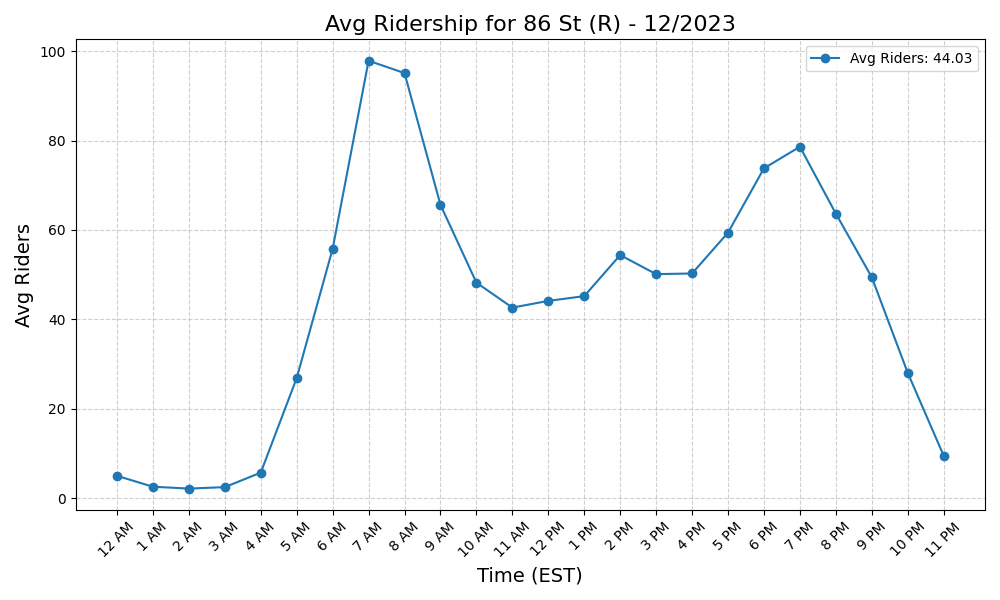 Avg Ridership for 86 St (R) - 12/2023
Avg Riders: 44.03
100
80
60
40
20
0
Avg Riders
12 AM
1 AM
2 AM
3 AM
4 AM
5 AM
6 AM
7 AM
8 AM
9 AM
10 AM
11 AM
12 PM
1 PM
2 PM
3 PM
4 PM
5 PM
6 PM
7 PM
8 PM
9 PM
10 PM
11 PM
Time (EST)